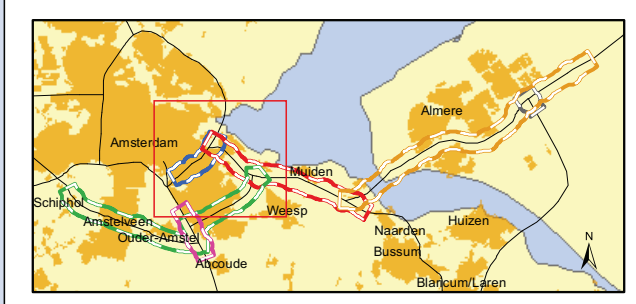 Almere
Amsterdam
Muiden
Schiphol
Weesp
Amstelveen
Huizen
Naarden
Ouder-Amstel
N
Bussum
Abcoude
Blaricum/Laren